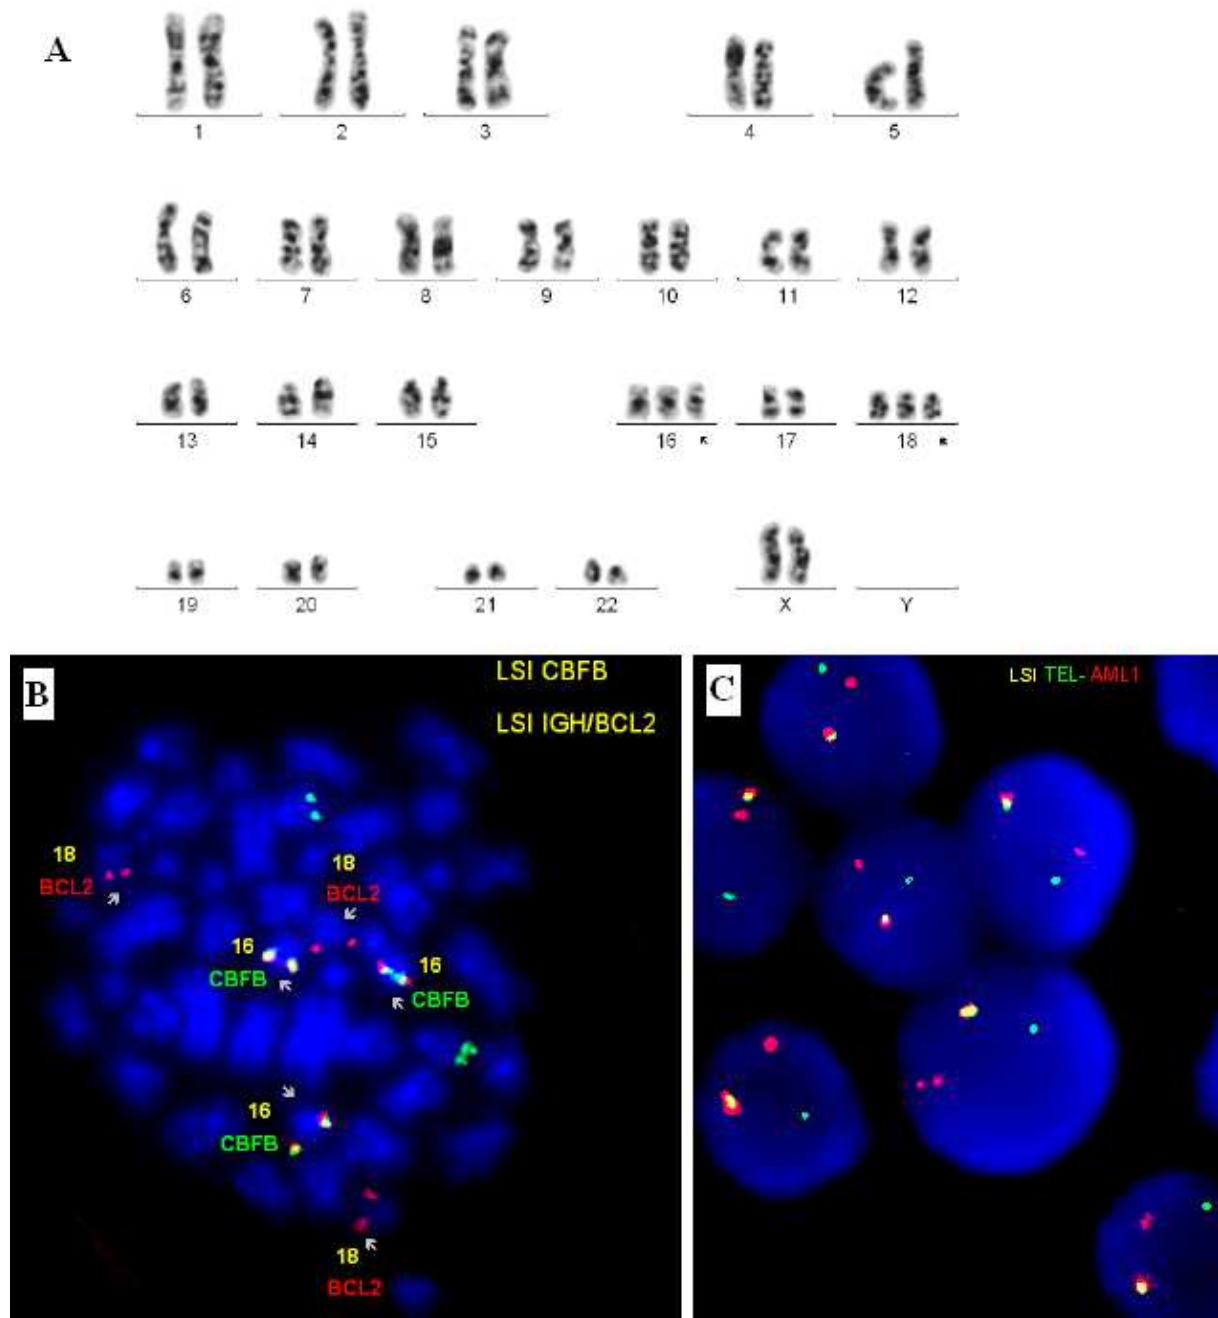 A
1 2 3 4 5
6 7 8 9 10 11 12
13 14 15 16 17 18
19 20 21 22 X Y
B
LSI CBFB
LSI IGH/BCL2
18
BCL2
18
BCL2
16
CBFB
16
CBFB
16
CBFB
18
BCL2
C
LSI TEL-AML1